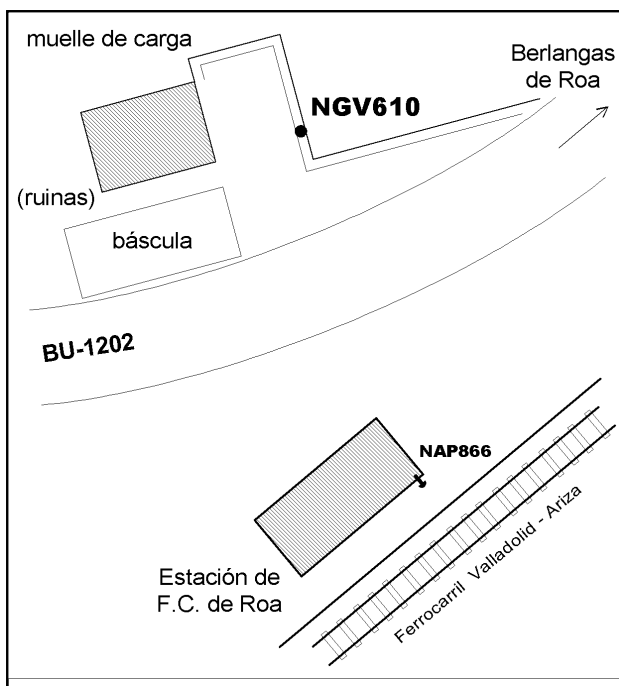 muelle de carga
Berlangas
de Roa
NGV610
(ruinas)
báscula
BU-1202
NAP866
Estación de
F.C. de Roa
Ferrocarril Valladolid - Ariza